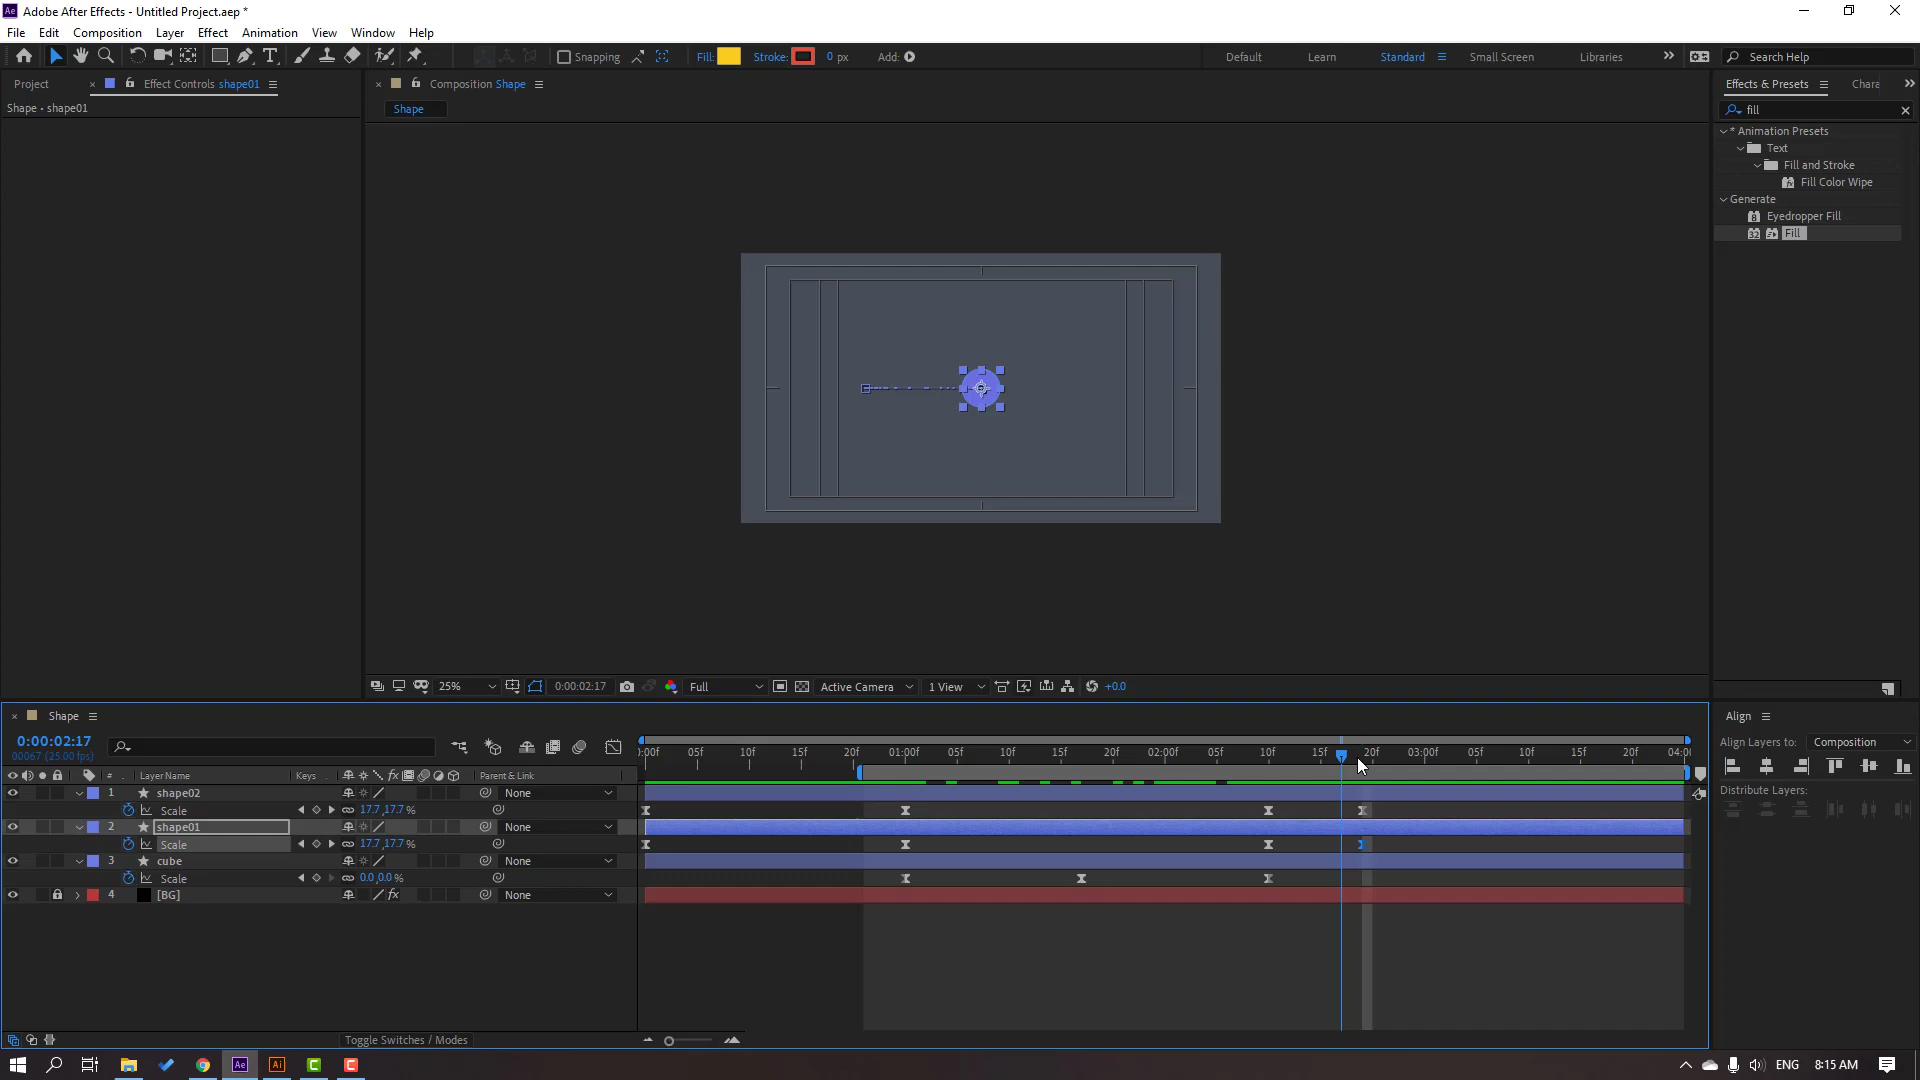 Adobe After Effects - Untitled Project.aep *
File Edit Composition Layer Effect Animation View Window Help
Snapping Fill: Stroke: 0 px Add: Default Learn Standard Small Screen Libraries Search Help
Project Effect Controls shape01 Composition Shape Effects & Presets Chara
Shape • shape01 Shape fill
* Animation Presets
Text
Fill and Stroke
Fill Color Wipe
Generate
Eyedropper Fill
Fill
25% 0:00:02:17 Full Active Camera 1 View +0.0
Shape Align
0:00:02:17
00067 (25.00 fps)
Align Layers to: Composition
:00f 05f 10f 15f 20f 01:00f 05f 10f 15f 20f 02:00f 05f 10f 15f 20f 03:00f 05f 10f 15f 20f 04:00
# Layer Name Keys Parent & Link
Distribute Layers:
1 shape02 None
Scale 17.7,17.7 %
2 shape01 None
Scale 17.7,17.7 %
3 cube None
Scale 0.0,0.0 %
4 [BG] None
Toggle Switches / Modes
ENG 8:15 AM